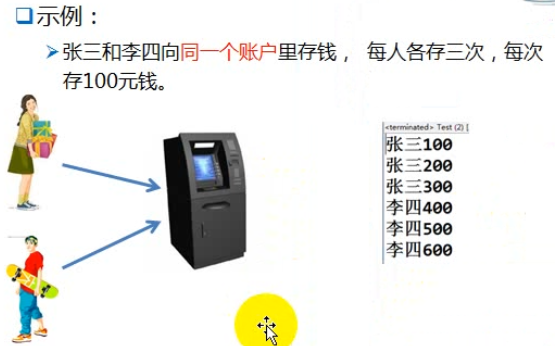 示例：
张三和李四向同一个账户里存钱， 每人各存三次，每次
存100元钱。
<terminated> Test (2) [
张三100
张三200
张三300
李四400
李四500
李四600